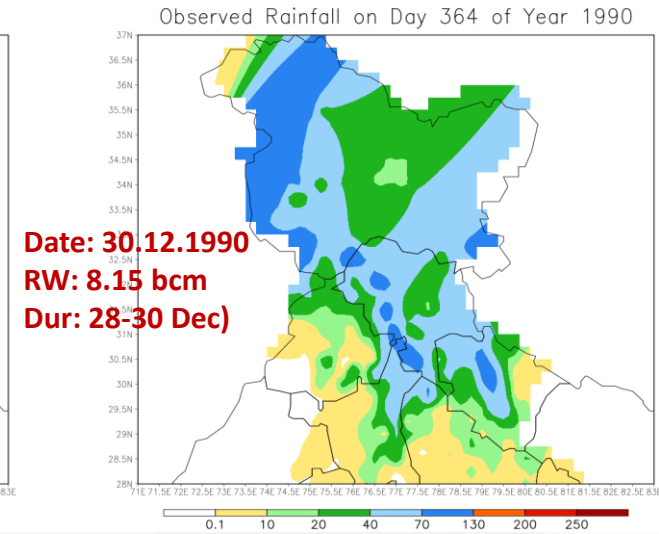 Observed Rainfall on Day 364 of Year 1990
37N
36.5N
36N
35.5N
35N
34.5N
34N
33.5N
33N
Date: 30.12.1990
32.5N
RW: 8.15 bcm
32N
Dur: 28-30 Dec)
31N
30.5N
30N
29.5N
29N
28.5N
28N
83E
71E 71.5E 72E 72.5E 73E 73.5E 74E 74.5E 75E 75.5E 76E 76.5E 77E 77.5E 78E 78.5E 79E 79.5E 80E 80.5E 81E 81.5E 82E 82.5E 83E
0.1 10 20 40 70 130 200 250